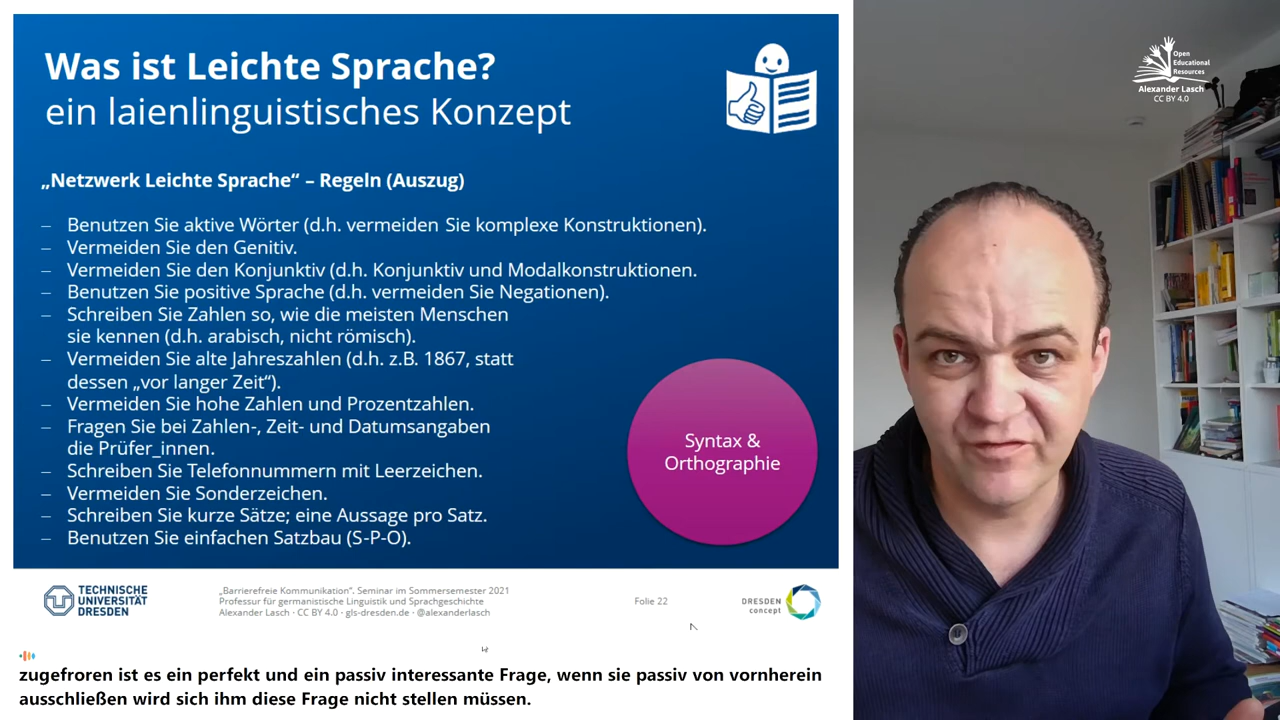 Was ist Leichte Sprache?
ein laienlinguistisches Konzept
„Netzwerk Leichte Sprache“ – Regeln (Auszug)
– Benutzen Sie aktive Wörter (d.h. vermeiden Sie komplexe Konstruktionen).
– Vermeiden Sie den Genitiv.
– Vermeiden Sie den Konjunktiv (d.h. Konjunktiv und Modalkonstruktionen.
– Benutzen Sie positive Sprache (d.h. vermeiden Sie Negationen).
– Schreiben Sie Zahlen so, wie die meisten Menschen
sie kennen (d.h. arabisch, nicht römisch).
– Vermeiden Sie alte Jahreszahlen (d.h. z.B. 1867, statt
dessen „vor langer Zeit“).
– Vermeiden Sie hohe Zahlen und Prozentzahlen.
– Fragen Sie bei Zahlen-, Zeit- und Datumsangaben
die Prüfer_innen.
– Schreiben Sie Telefonnummern mit Leerzeichen.
– Vermeiden Sie Sonderzeichen.
– Schreiben Sie kurze Sätze; eine Aussage pro Satz.
– Benutzen Sie einfachen Satzbau (S-P-O).
Syntax &
Orthographie
TECHNISCHE
UNIVERSITÄT
DRESDEN
„Barrierefreie Kommunikation“. Seminar im Sommersemester 2021
Professur für germanistische Linguistik und Sprachgeschichte
Alexander Lasch · CC BY 4.0 · gls-dresden.de · @alexanderlasch
Folie 22
DRESDEN
concept
zugefroren ist es ein perfekt und ein passiv interessante Frage, wenn sie passiv von vornherein
ausschließen wird sich ihm diese Frage nicht stellen müssen.
Open
Educational
Resources
Alexander Lasch
CC BY 4.0